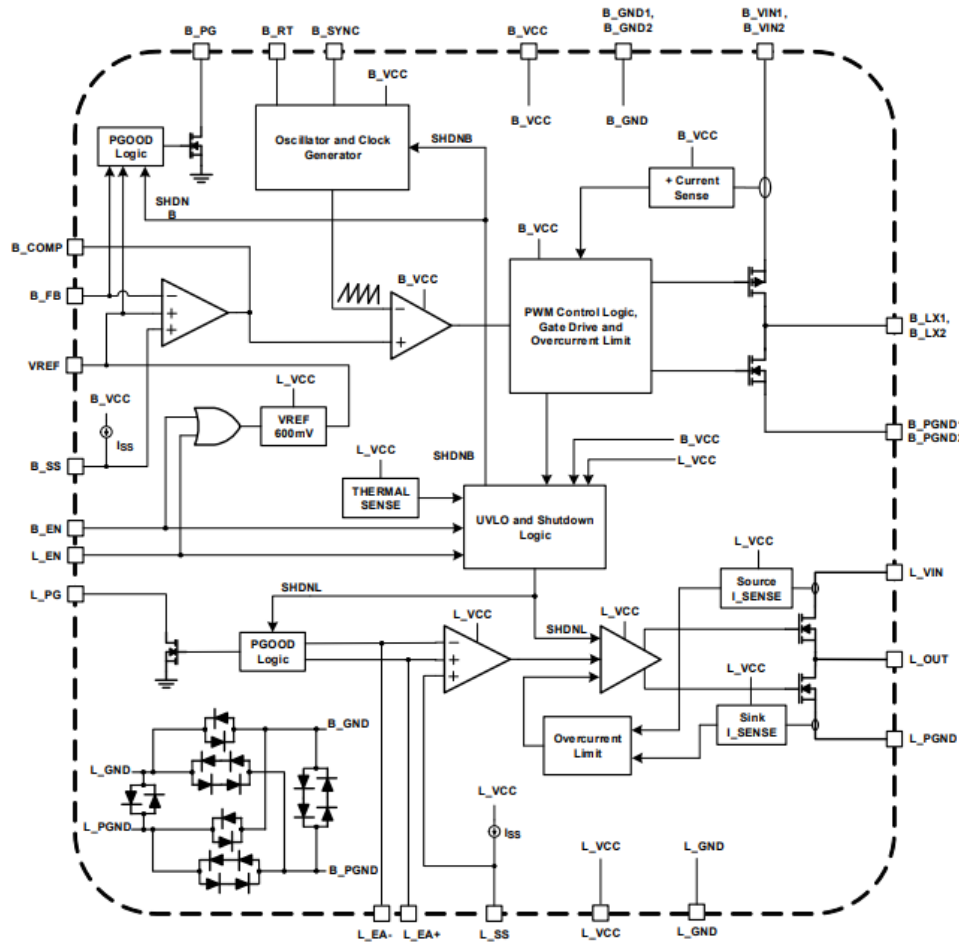 B_GND1,
B_GND2
B_VIN1,
B_VIN2
B_PG
B_RT
B_SYNC
B_VCC
B_VCC
B_VCC
B_GND
PGOOD
Logic
Oscillator and Clock
Generator
SHDNB
B_VCC
+ Current
Sense
SHDN
B
B_COMP
B_VCC
B_VCC
B_FB
−
+
+
−
+
PWM Control Logic,
Gate Drive and
Overcurrent Limit
B_LX1,
B_LX2
VREF
B_VCC
ISS
L_VCC
VREF
600mV
B_PGND1
B_PGND2
B_SS
SHDNB
B_VCC
L_VCC
L_VCC
THERMAL
SENSE
UVLO and Shutdown
Logic
B_EN
L_EN
L_VCC
Source
I_SENSE
L_VIN
L_PG
SHDNL
PGOOD
Logic
L_VCC
−
+
+
SHDNL
L_VCC
L_OUT
L_VCC
Sink
I_SENSE
L_PGND
Overcurrent
Limit
B_GND
L_GND
L_PGND
B_PGND
L_VCC
ISS
L_VCC
L_GND
L_EA-
L_EA+
L_SS
L_VCC
L_GND